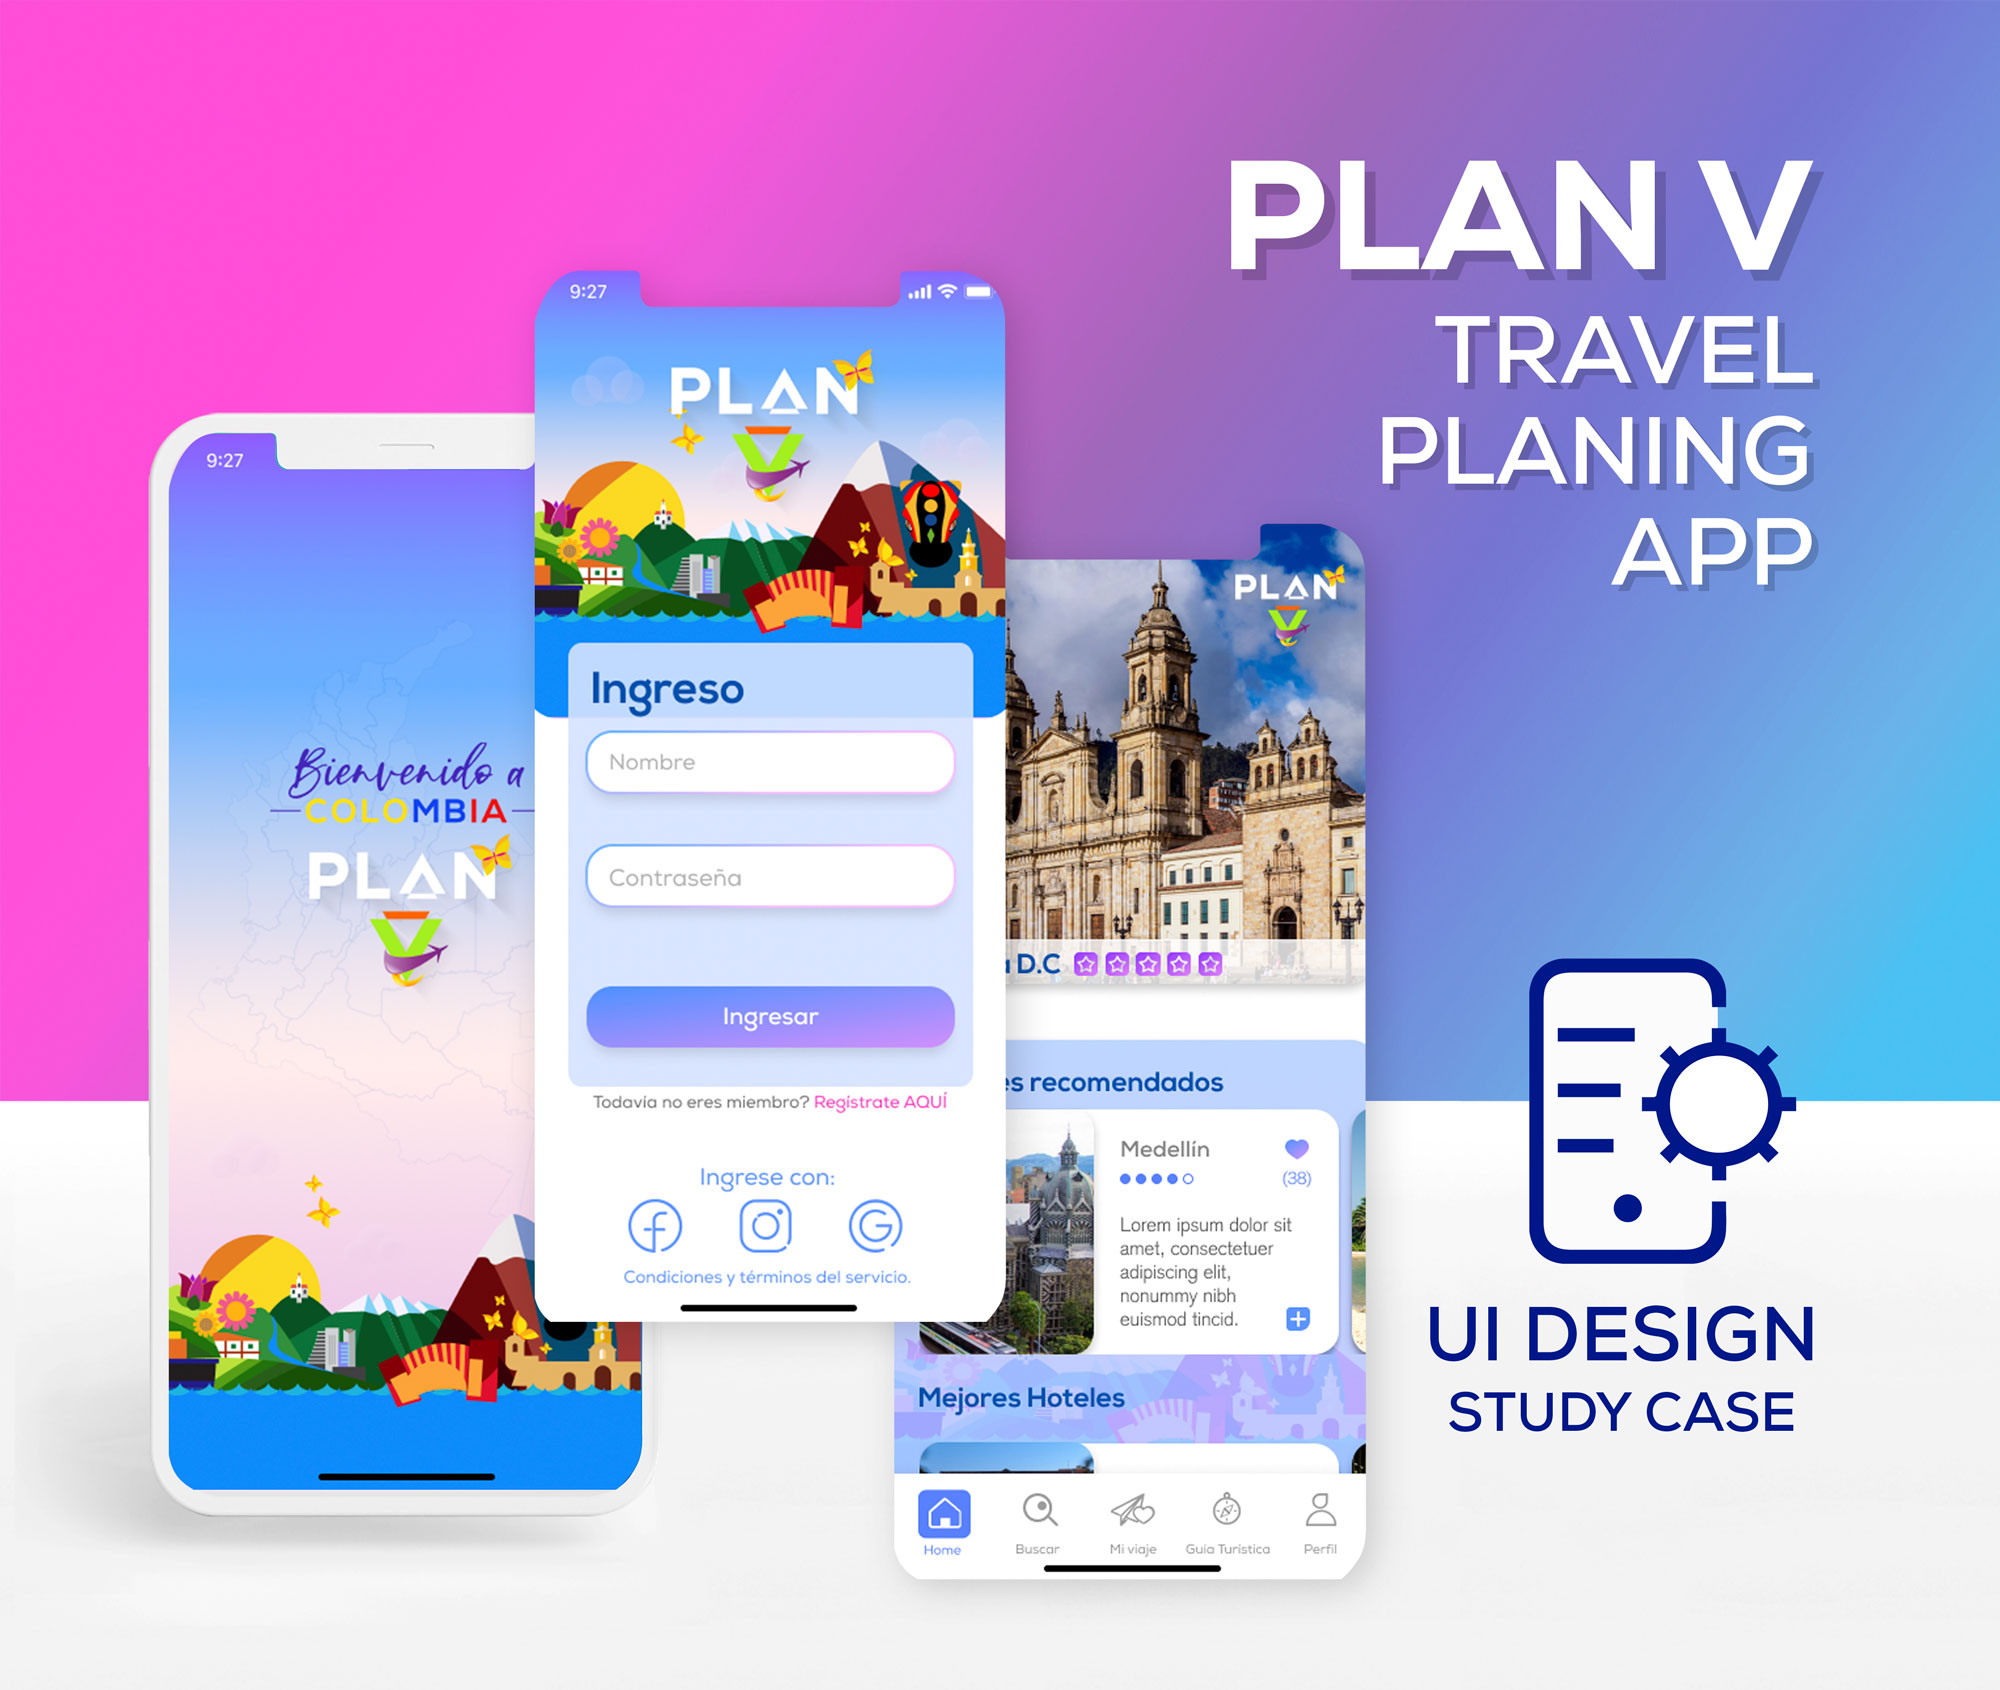 PLAN V
TRAVEL
PLANING
APP
9:27
Bienvenido a
COLOMBIA
PLAN
V
9:27
PLAN
V
Ingreso
Nombre
Contraseña
Ingresar
Todavia no eres miembro? Regístrate AQUÍ
Ingrese con:
Condiciones y términos del servicio.
PLAN
V
D.C
recomendados
Medellín
(38)
Lorem ipsum dolor sit
amet, consectetuer
adipiscing elit,
nonummy nibh
euismod tincid.
Mejores Hoteles
Home
Buscar
Mi viaje
Guia Turística
Perfil
UI DESIGN
STUDY CASE